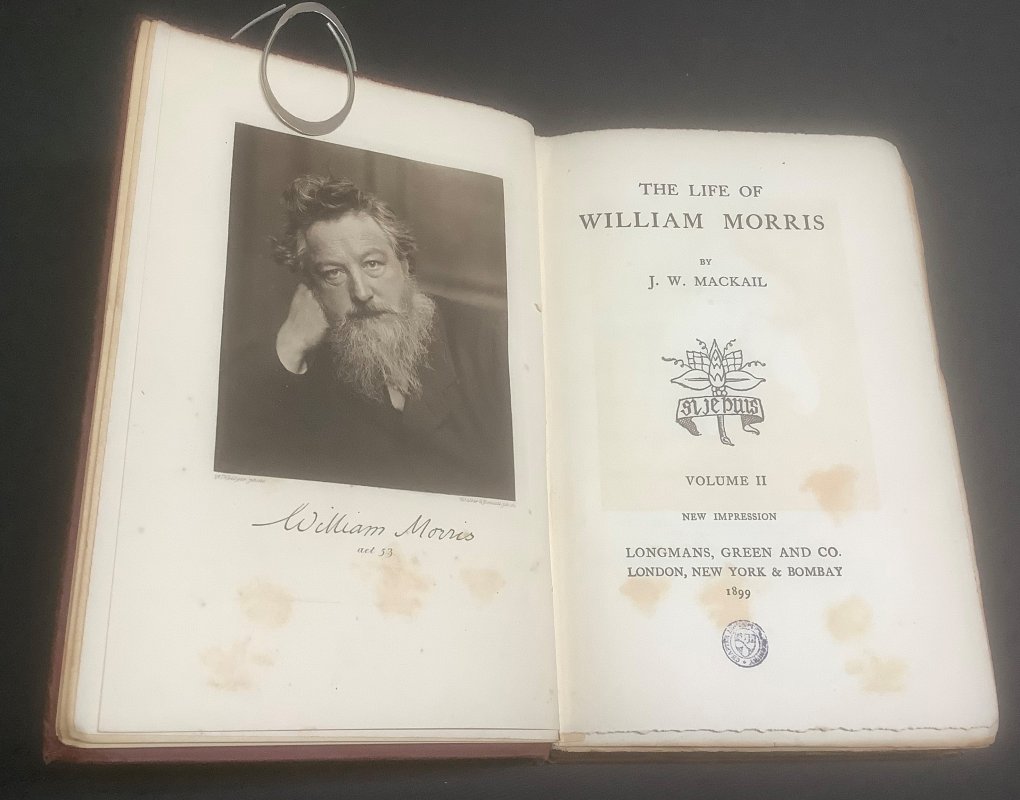 William Morris
aet 53
THE LIFE OF
WILLIAM MORRIS
BY
J. W. MACKAIL
si je puis
VOLUME II
NEW IMPRESSION
LONGMANS, GREEN AND CO.
LONDON, NEW YORK & BOMBAY
1899